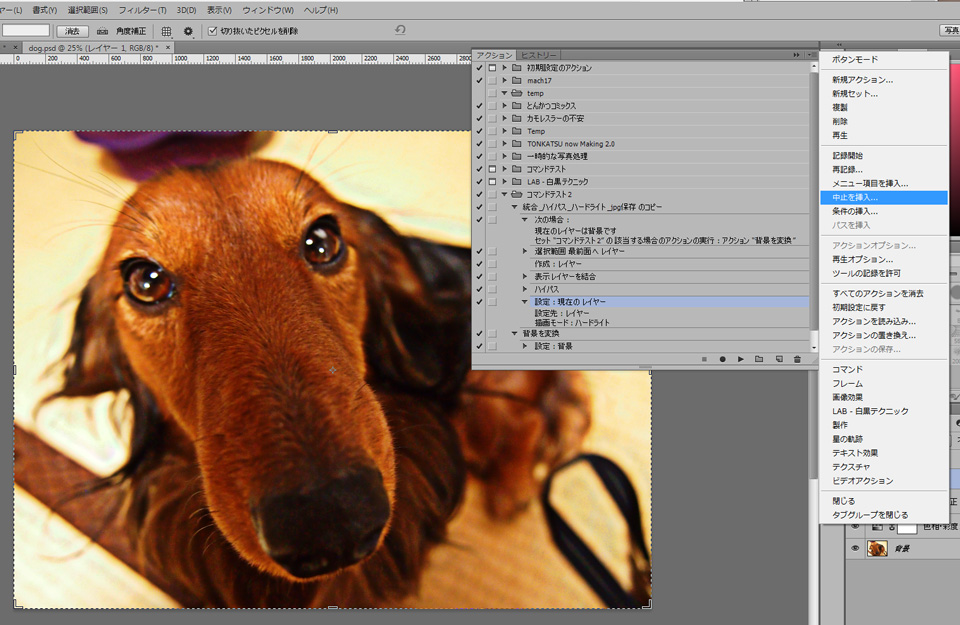 ヤー(L) 書式(Y) 選択範囲(S) フィルター(T) 3D(D) 表示(V) ウィンドウ(W) ヘルプ(H)
消去 角度補正 切り抜いたピクセルを削除 写真
dog.psd @ 25% (レイヤー 1, RGB/8) * ×
0 200 400 600 800 1000 1200 1400 1600 1800 2000 2200 2400 2600 2800
アクション ヒストリー
初期設定のアクション
mach17
temp
とんかつコミックス
カモレスラーの不安
Temp
TONKATSU now Making 2.0
一時的な写真処理
コマンドテスト
LAB - 白黒テクニック
コマンドテスト2
統合_ハイパス_ハードライト_jpg保存 のコピー
次の場合：
現在のレイヤーは背景です
セット "コマンドテスト2" の 該当する場合のアクションの実行：アクション "背景を変換"
選択範囲 最前面へ レイヤー
作成：レイヤー
表示レイヤーを結合
ハイパス
設定：現在の レイヤー
設定先：レイヤー
描画モード：ハードライト
背景を変換
設定：背景
ボタンモード
新規アクション...
新規セット...
複製
削除
再生
記録開始
再記録...
メニュー項目を挿入...
中止を挿入...
条件の挿入...
パスを挿入
アクションオプション...
再生オプション...
ツールの記録を許可
すべてのアクションを消去
初期設定に戻す
アクションを読み込み...
アクションの置き換え...
アクションの保存...
コマンド
フレーム
画像効果
LAB - 白黒テクニック
製作
星の軌跡
テキスト効果
テクスチャ
ビデオアクション
閉じる
タブグループを閉じる
色相・彩度
背景